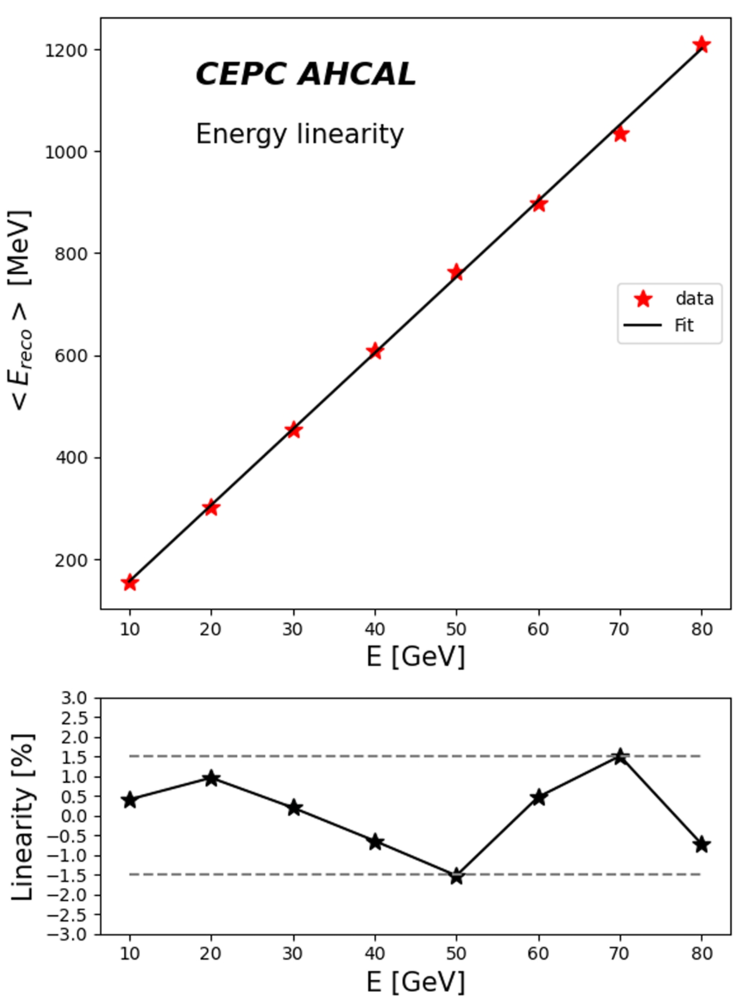 1200
1000
800
600
400
200
<E_reco> [MeV]
CEPC AHCAL
Energy linearity
data
Fit
10 20 30 40 50 60 70 80
E [GeV]
3.0
2.5
2.0
1.5
1.0
0.5
0.0
−0.5
−1.0
−1.5
−2.0
−2.5
−3.0
Linearity [%]
10 20 30 40 50 60 70 80
E [GeV]